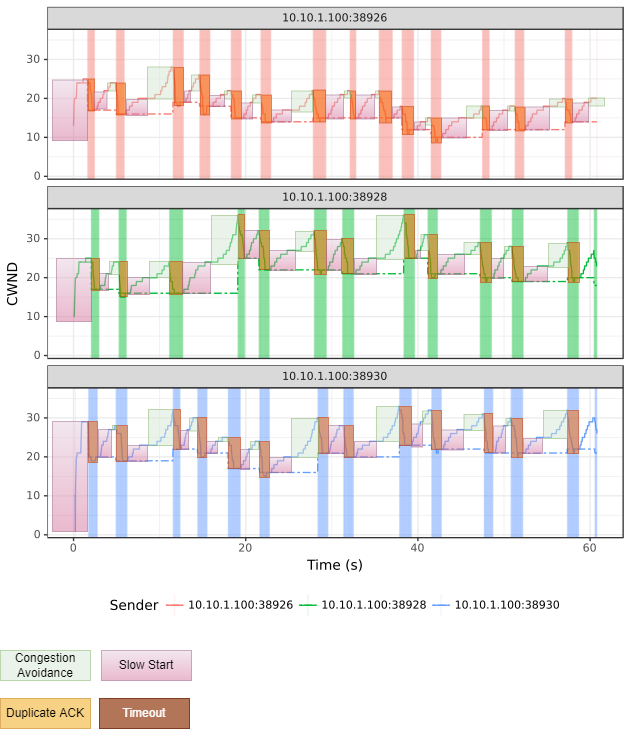 10.10.1.100:38926
30
20
10
0
10.10.1.100:38928
30
20
10
0
CWND
10.10.1.100:38930
30
20
10
0
0 20 40 60
Time (s)
Sender 10.10.1.100:38926 10.10.1.100:38928 10.10.1.100:38930
Congestion
Avoidance
Slow Start
Duplicate ACK
Timeout